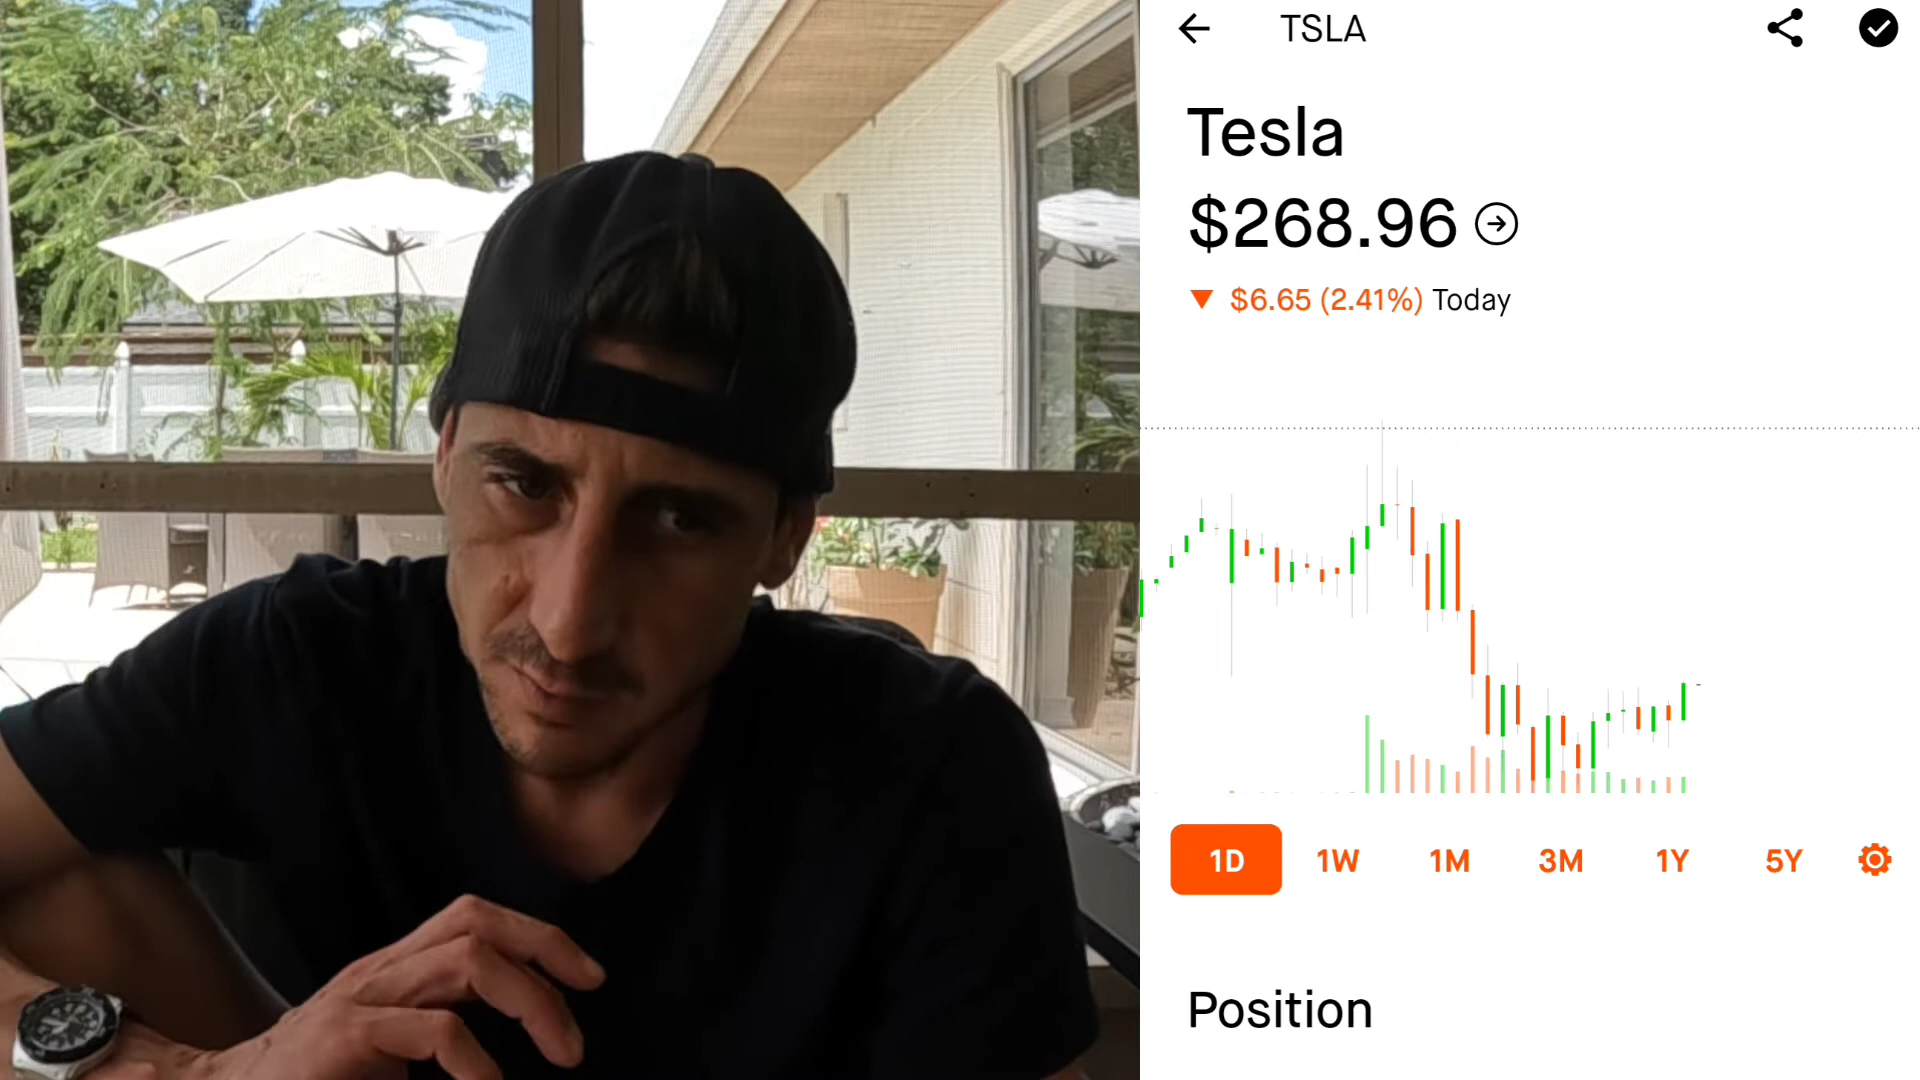 TSLA
Tesla
$268.96
$6.65 (2.41%) Today
1D 1W 1M 3M 1Y 5Y
Position